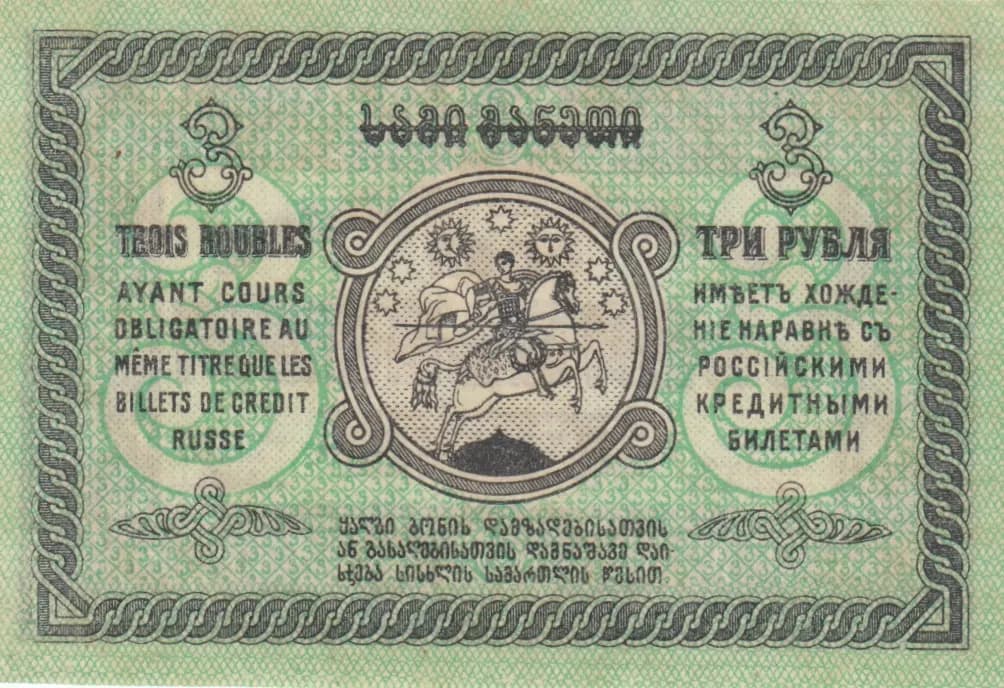 3 სამი მანეთი 3
TROIS ROUBLES
AYANT COURS
OBLIGATOIRE AU
MÊME TITRE QUE LES
BILLETS DE CREDIT
RUSSE
ТРИ РУБЛЯ
ИМѢЕТЪ ХОЖДЕ-
НІЕ НАРАВНѢ СЪ
РОССІЙСКИМИ
КРЕДИТНЫМИ
БИЛЕТАМИ
ყალბი ბონის დამზადებისათვის
ან გასაღებისათვის დამნაშავე დაი-
სჯება სისხლის სამართლის წესით.